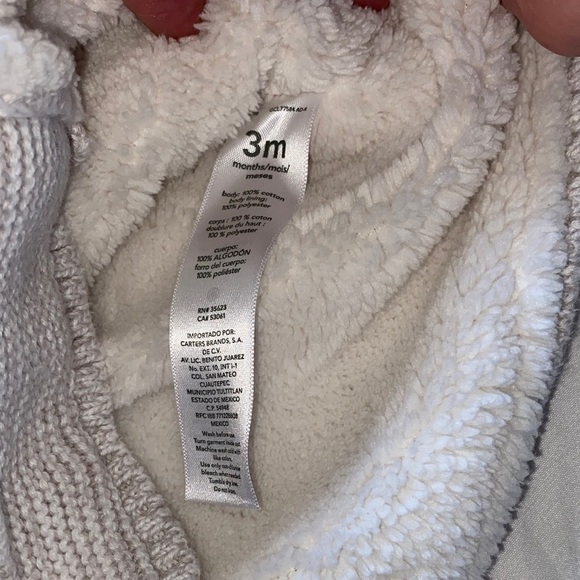 3m
months/mois/
meses
body: 100% cotton
body lining:
100% polyester
corps : 100 % coton
doublure du haut :
100 % polyester
cuerpo:
100% ALGODÓN
forro del cuerpo:
100% poliéster
RN# 35623
CA# 53061
IMPORTADO POR:
CARTERS BRANDS, S.A.
DE C.V.
AV. LIC. BENITO JUAREZ
No. EXT. 10, INT I-1
COL. SAN MATEO
CUAUTEPEC
MUNICIPIO TULTITLAN
ESTADO DE MEXICO
C.P. 54948
MEXICO
Wash before use.
Turn garment inside out.
Machine wash cold with
like colors.
Use only non-chlorine
bleach when needed.
Tumble dry low.
Do not iron.